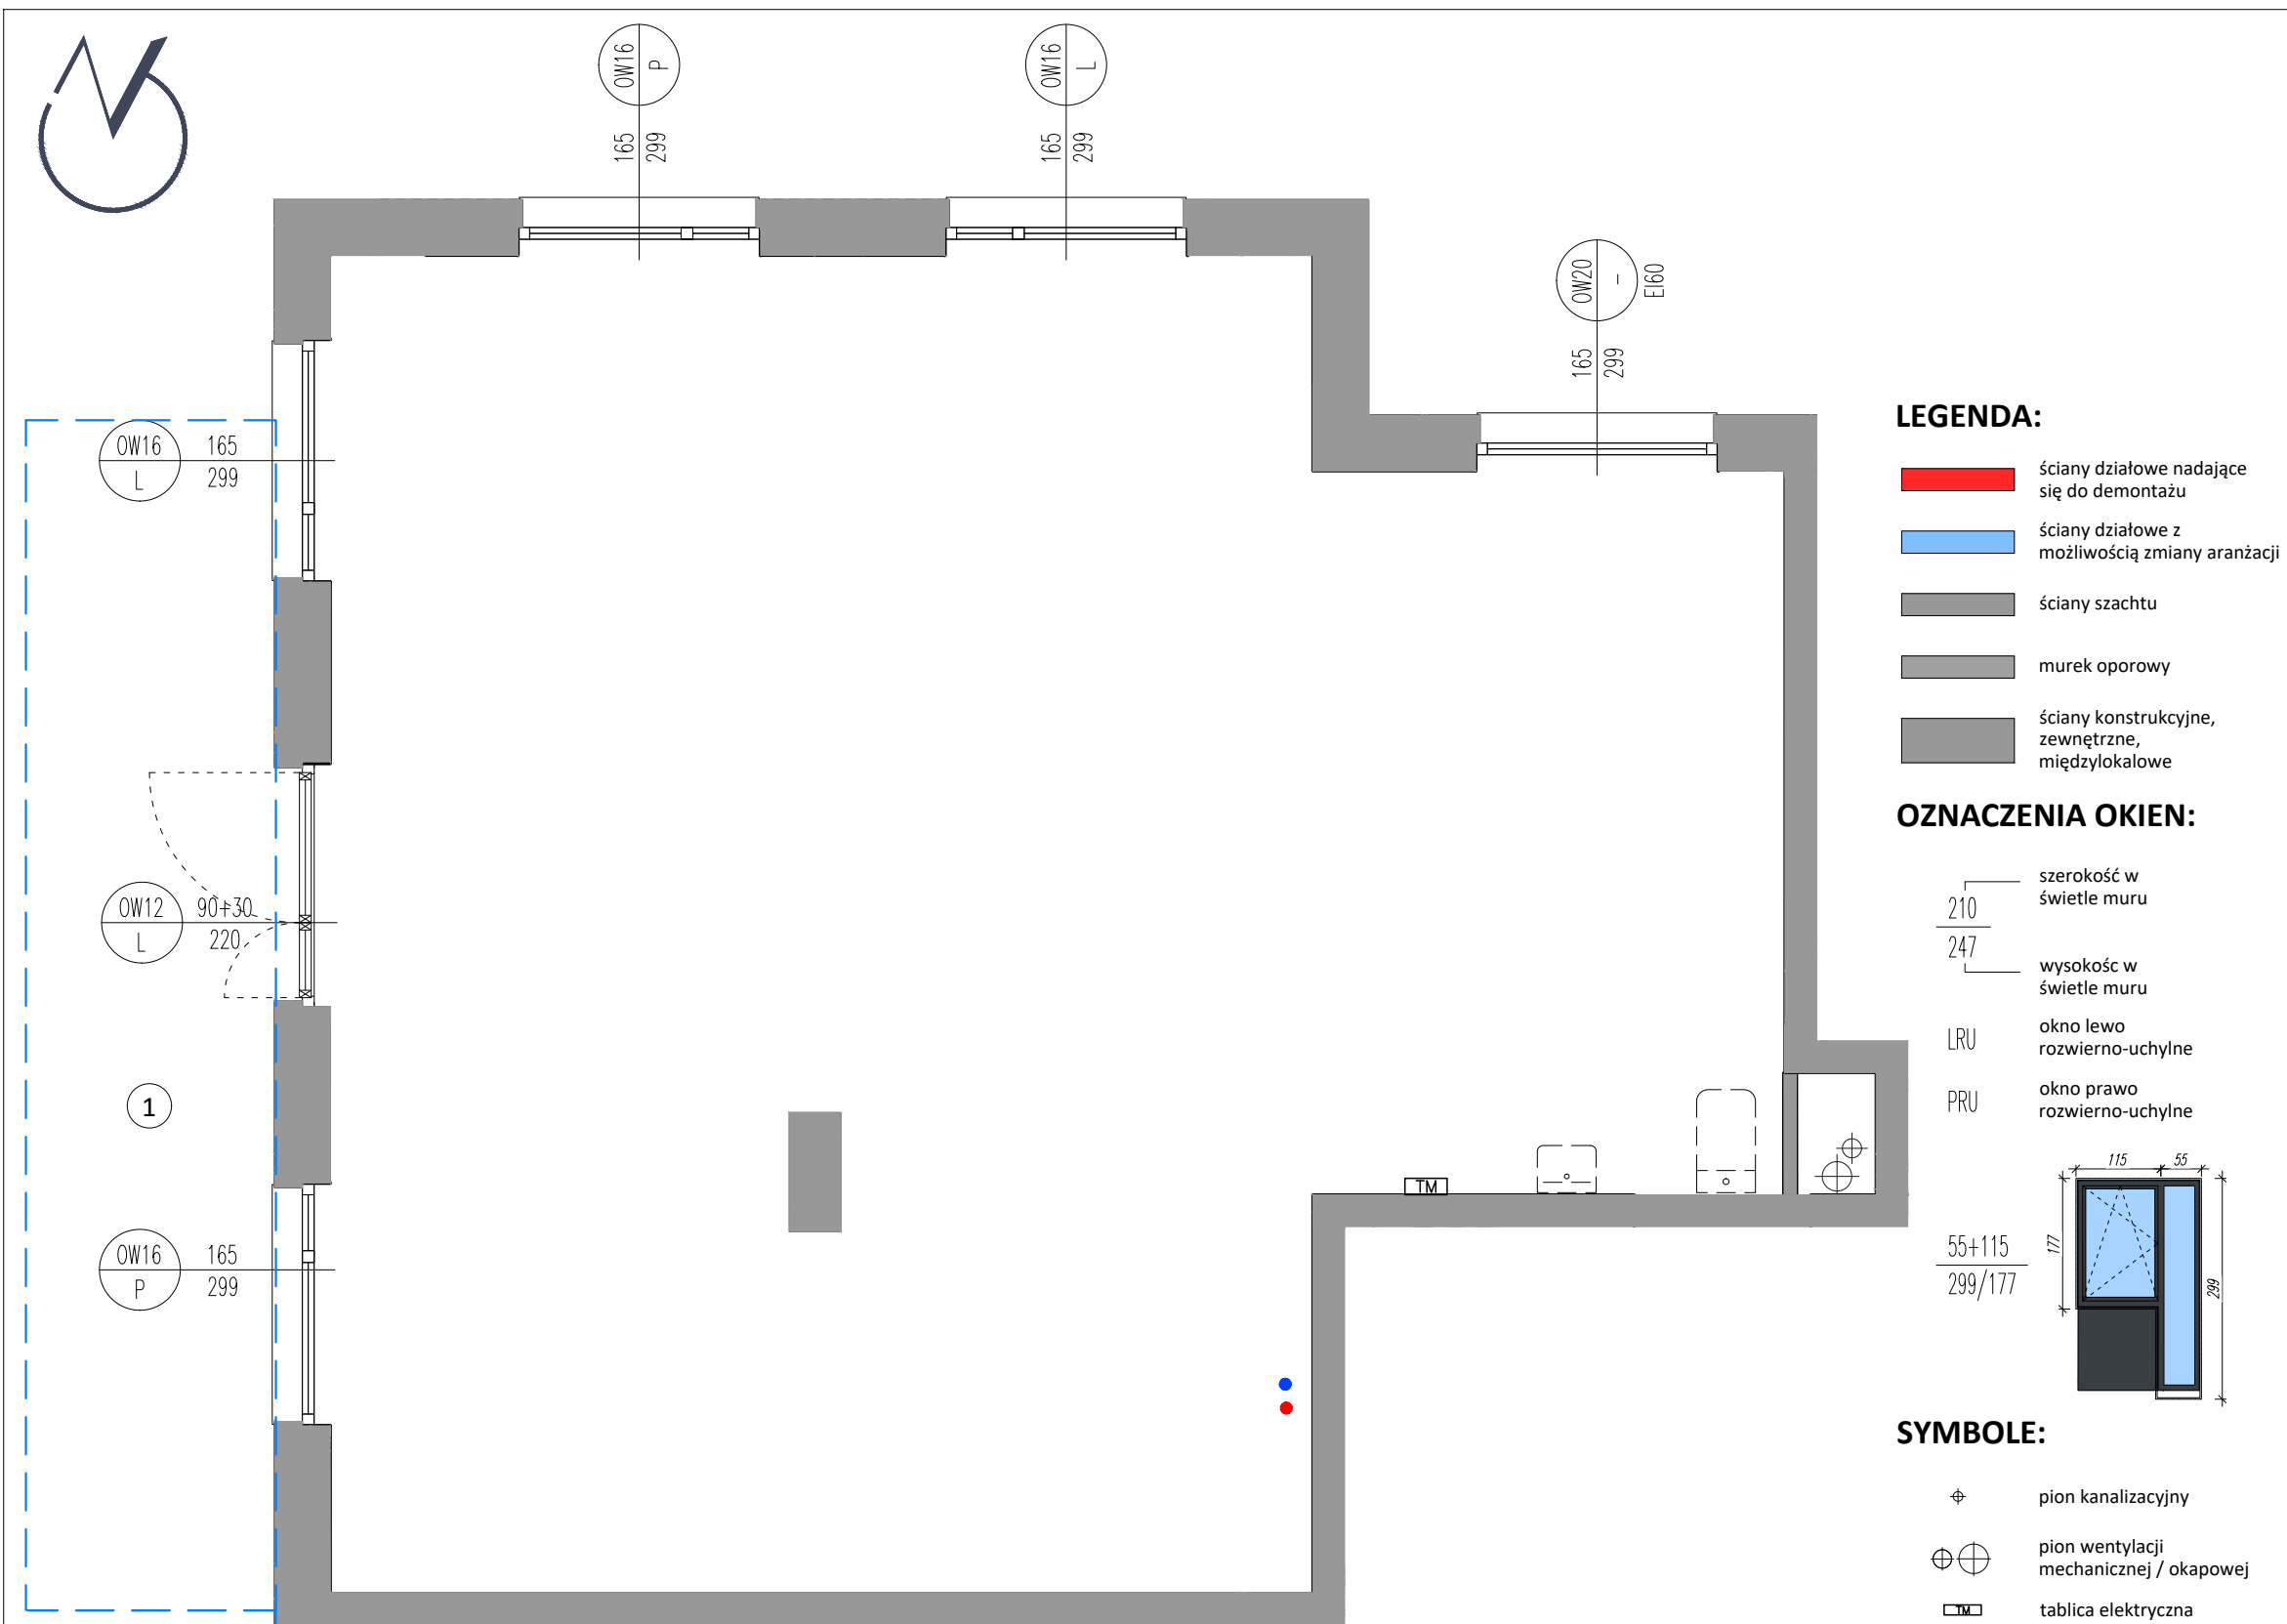 OW16
P
165
299
OW16
L
165
299
OW20
-
EI60
165
299
OW16
L
165
299
OW12
L
90+30
220
1
OW16
P
165
299
TM
LEGENDA:
ściany działowe nadające
się do demontażu
ściany działowe z
możliwością zmiany aranżacji
ściany szachtu
murek oporowy
ściany konstrukcyjne,
zewnętrzne,
międzylokalowe
OZNACZENIA OKIEN:
210
247
szerokość w
świetle muru
wysokośc w
świetle muru
LRU
okno lewo
rozwierno-uchylne
PRU
okno prawo
rozwierno-uchylne
55+115
299/177
115
55
177
299
SYMBOLE:
pion kanalizacyjny
pion wentylacji
mechanicznej / okapowej
TM
tablica elektryczna